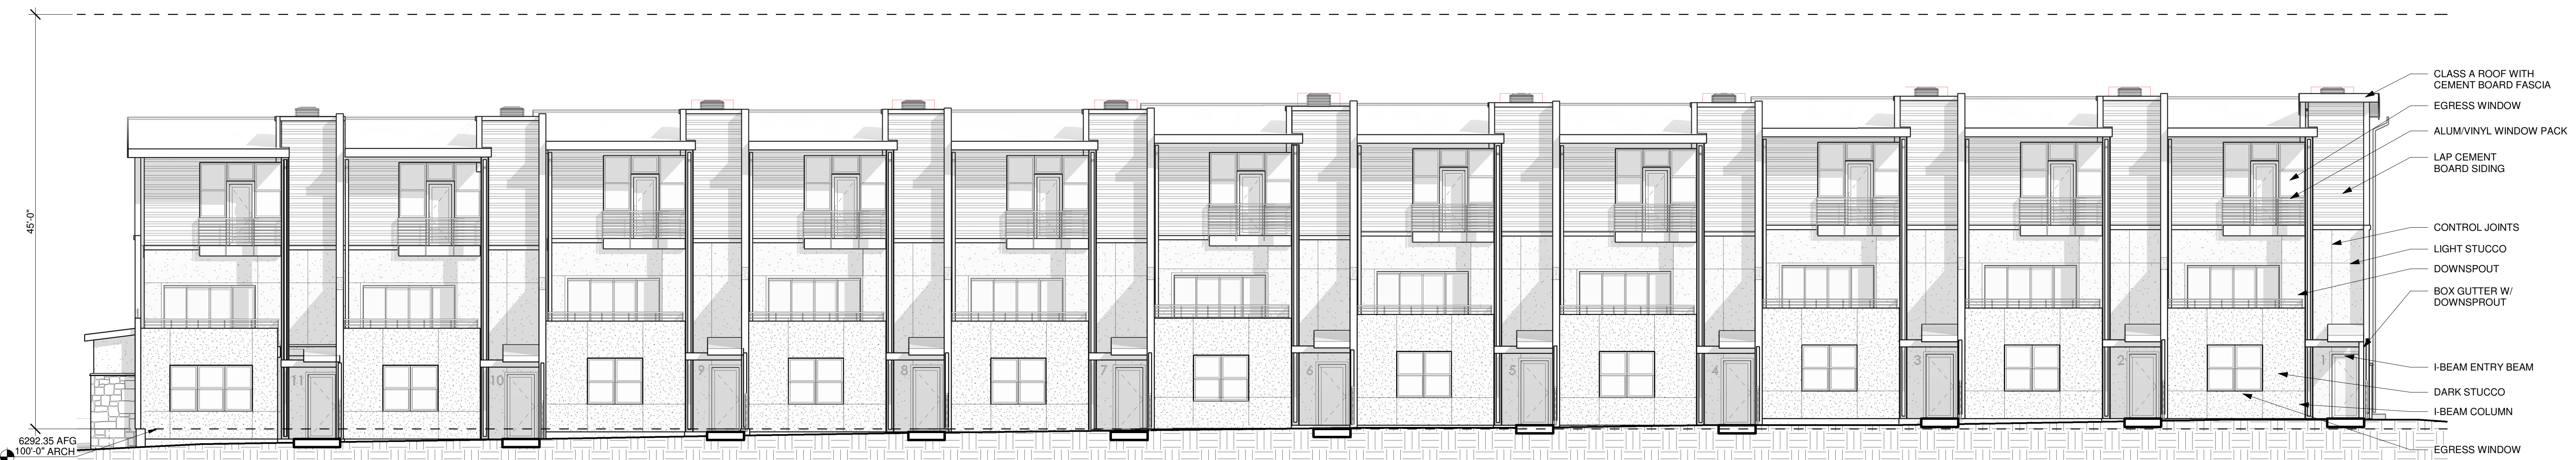 45'-0"
6292.35 AFG
100'-0" ARCH
11
10
9
8
7
6
5
4
3
2
1
CLASS A ROOF WITH
CEMENT BOARD FASCIA
EGRESS WINDOW
ALUM/VINYL WINDOW PACK
LAP CEMENT
BOARD SIDING
CONTROL JOINTS
LIGHT STUCCO
DOWNSPOUT
BOX GUTTER W/
DOWNSPROUT
I-BEAM ENTRY BEAM
DARK STUCCO
I-BEAM COLUMN
EGRESS WINDOW